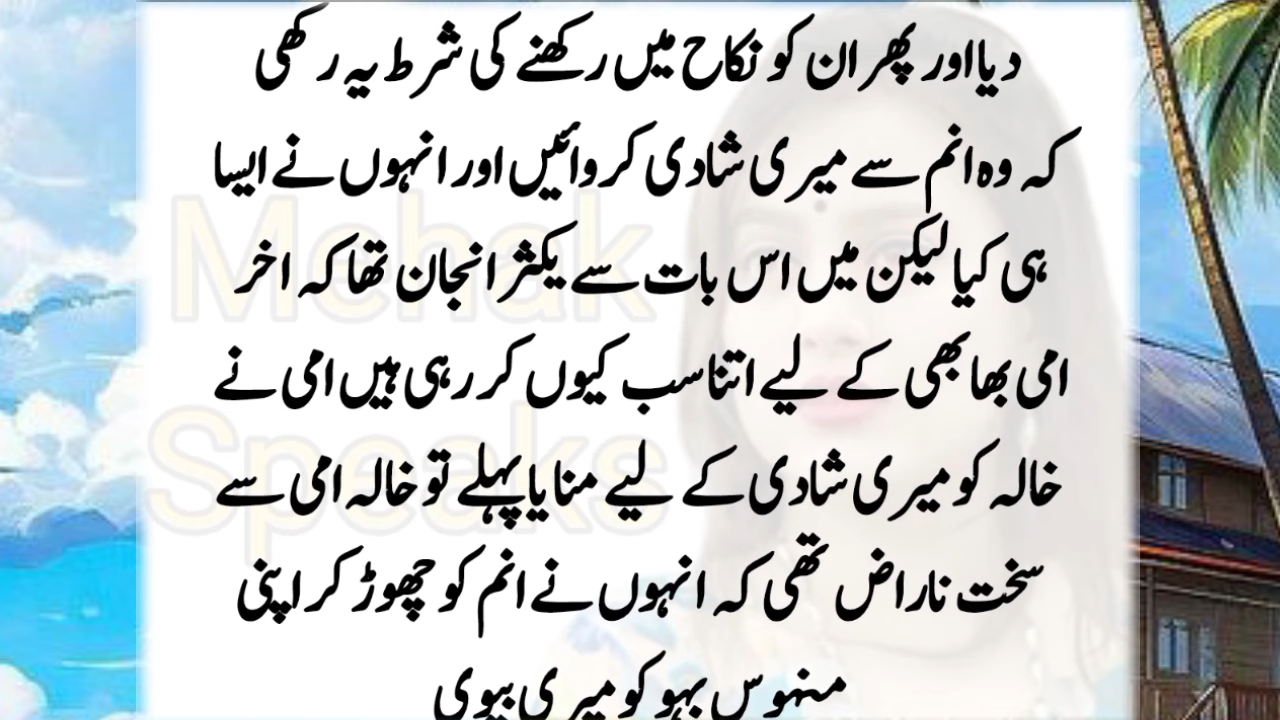 دیا اور پھر ان کو نکاح میں رکھنے کی شرط یہ رکھی
کہ وہ انم سے میری شادی کروائیں اور انہوں نے ایسا
ہی کیا لیکن میں اس بات سے یکثر انجان تھا کہ اخر
امی بھابھی کے لیے اتنا سب کیوں کر رہی ہیں امی نے
خالہ کو میری شادی کے لیے منایا پہلے تو خالہ امی سے
سخت ناراض تھی کہ انہوں نے انم کو چھوڑ کر اپنی
منہوس بہو کو میری بیوی
Mehak
Speaks